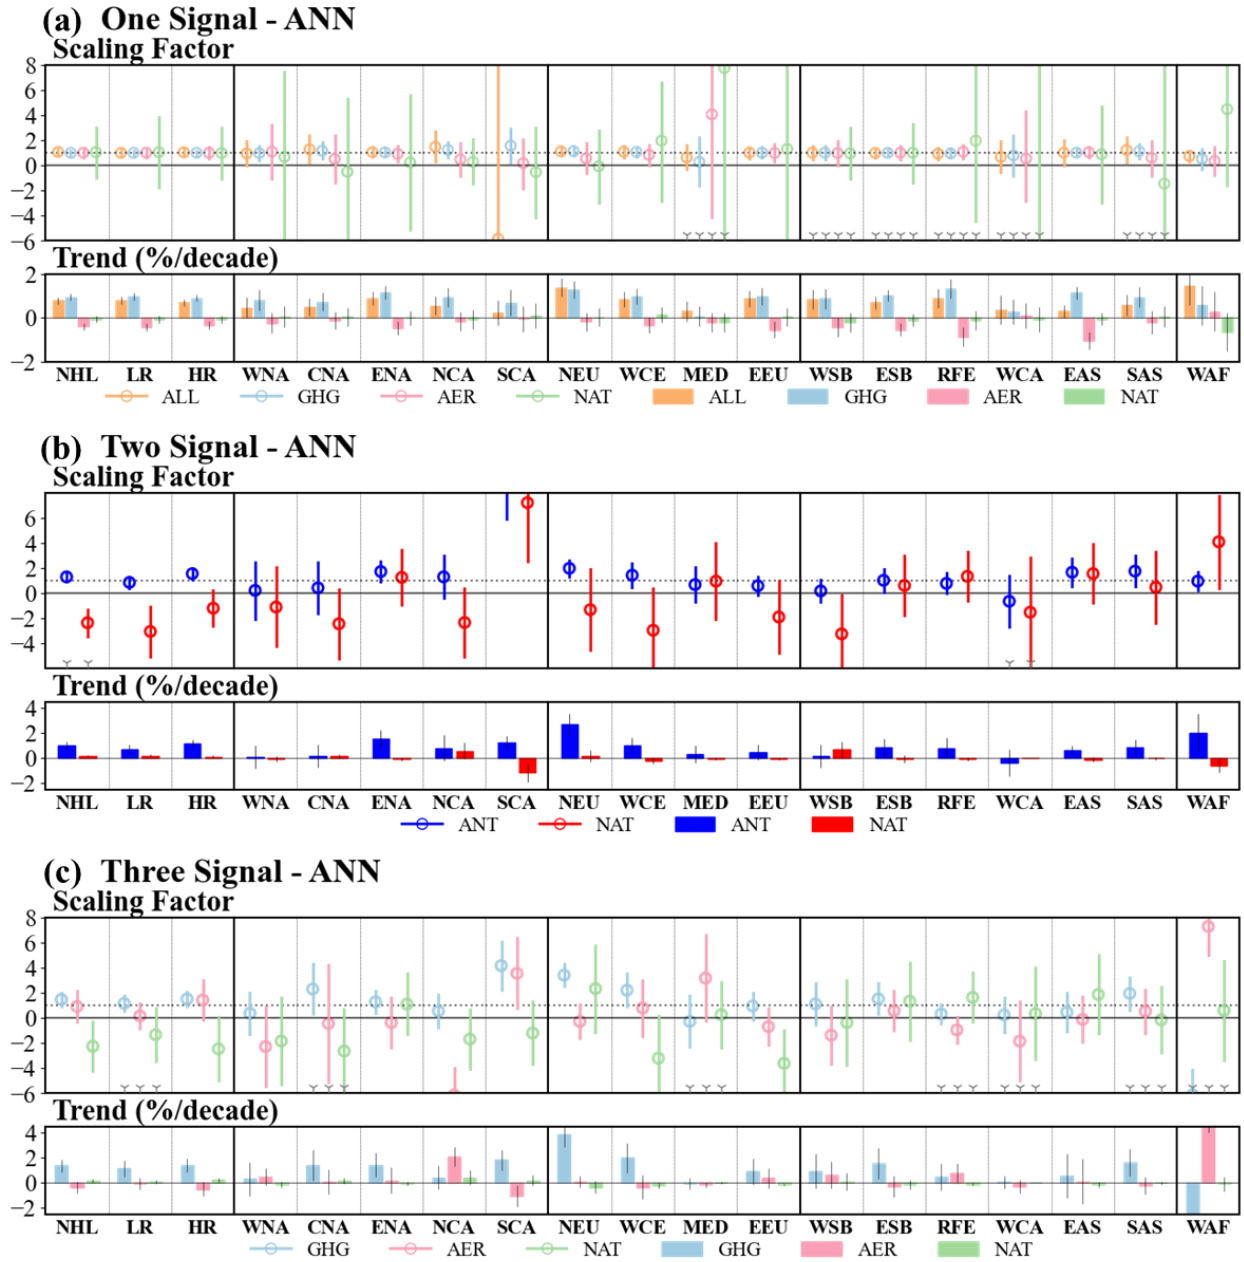 (a) One Signal - ANN
Scaling Factor
8
6
4
2
0
−2
−4
−6
Trend (%/decade)
2
0
−2
NHL LR HR WNA CNA ENA NCA SCA NEU WCE MED EEU WSB ESB RFE WCA EAS SAS WAF
ALL GHG AER NAT ALL GHG AER NAT
(b) Two Signal - ANN
Scaling Factor
6
4
2
0
−2
−4
Trend (%/decade)
4
2
0
−2
NHL LR HR WNA CNA ENA NCA SCA NEU WCE MED EEU WSB ESB RFE WCA EAS SAS WAF
ANT NAT ANT NAT
(c) Three Signal - ANN
Scaling Factor
8
6
4
2
0
−2
−4
−6
Trend (%/decade)
4
2
0
−2
NHL LR HR WNA CNA ENA NCA SCA NEU WCE MED EEU WSB ESB RFE WCA EAS SAS WAF
GHG AER NAT GHG AER NAT